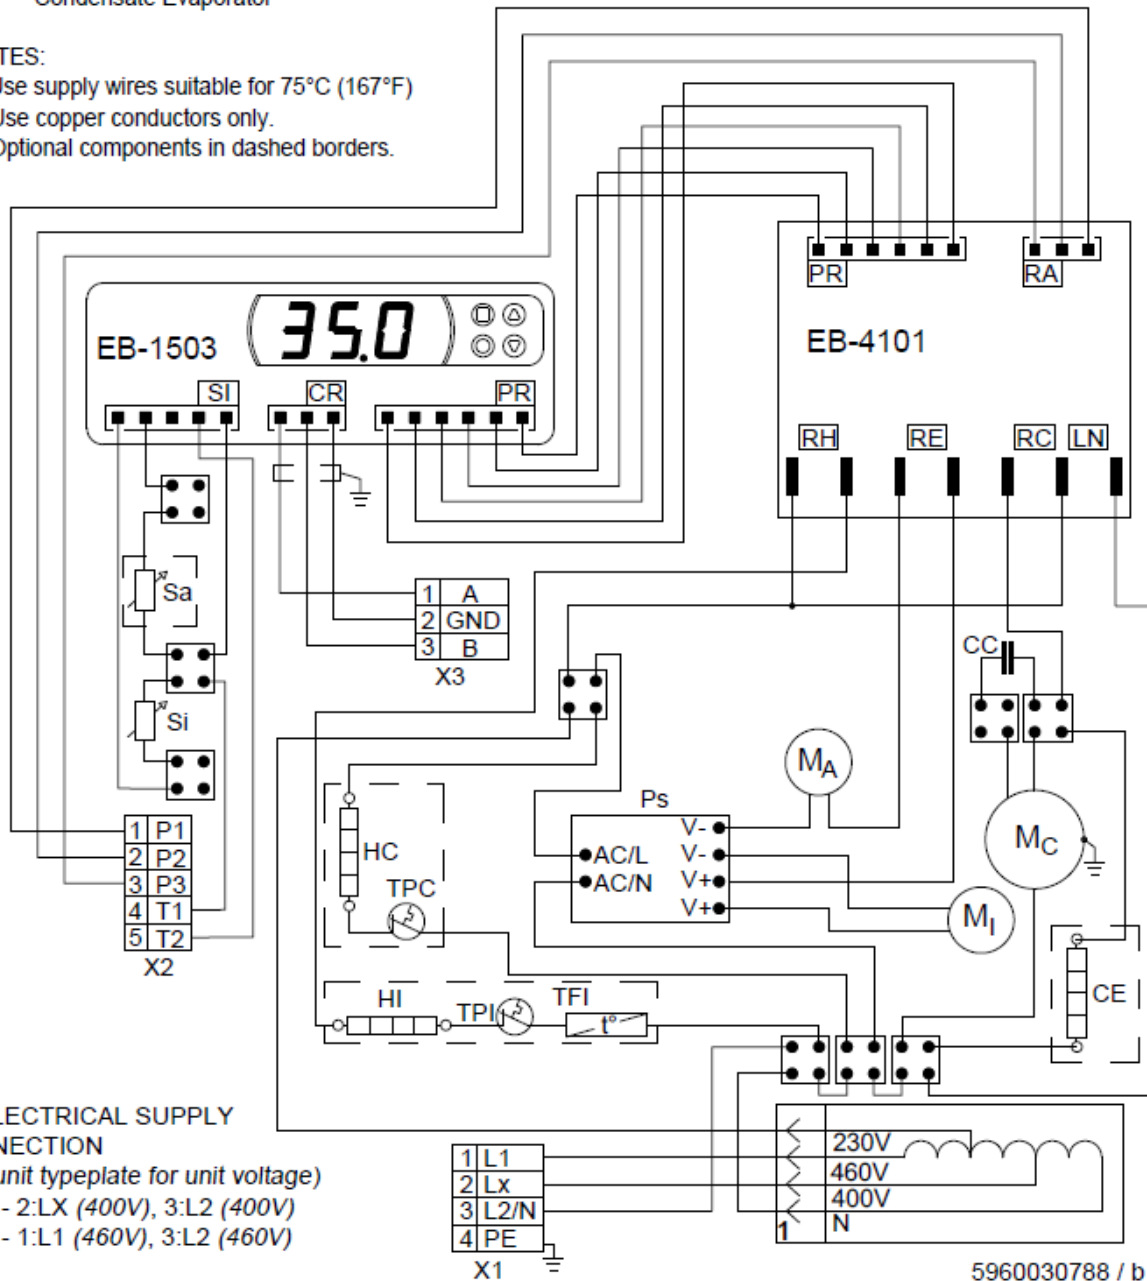 Condensate Evaporator
TES:
Use supply wires suitable for 75°C (167°F)
Use copper conductors only.
Optional components in dashed borders.
PR
RA
EB-4101
EB-1503
35.0
SI
CR
PR
RH
RE
RC
LN
Sa
1 A
2 GND
3 B
X3
CC
Si
MA
Ps
V-
V-
V+
V+
AC/L
AC/N
MC
MI
HC
TPC
1 P1
2 P2
3 P3
4 T1
5 T2
X2
HI
TPI
TFI
t°
CE
LECTRICAL SUPPLY
NECTION
unit typeplate for unit voltage)
- 2:LX (400V), 3:L2 (400V)
- 1:L1 (460V), 3:L2 (460V)
1 L1
2 Lx
3 L2/N
4 PE
X1
230V
460V
400V
N
1
5960030788 / b